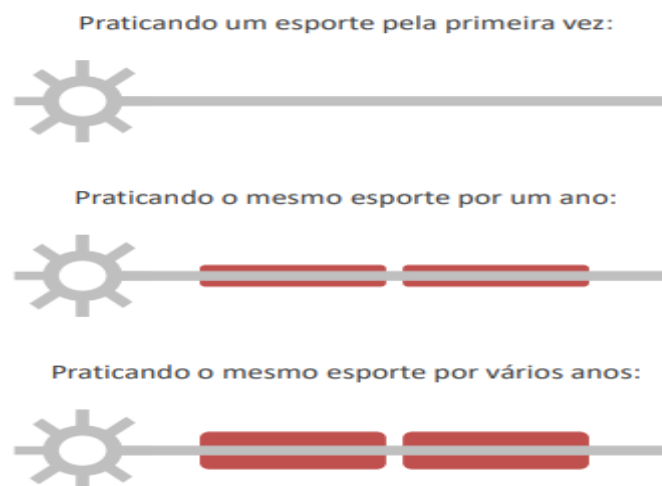 Praticando um esporte pela primeira vez:
Praticando o mesmo esporte por um ano:
Praticando o mesmo esporte por vários anos: